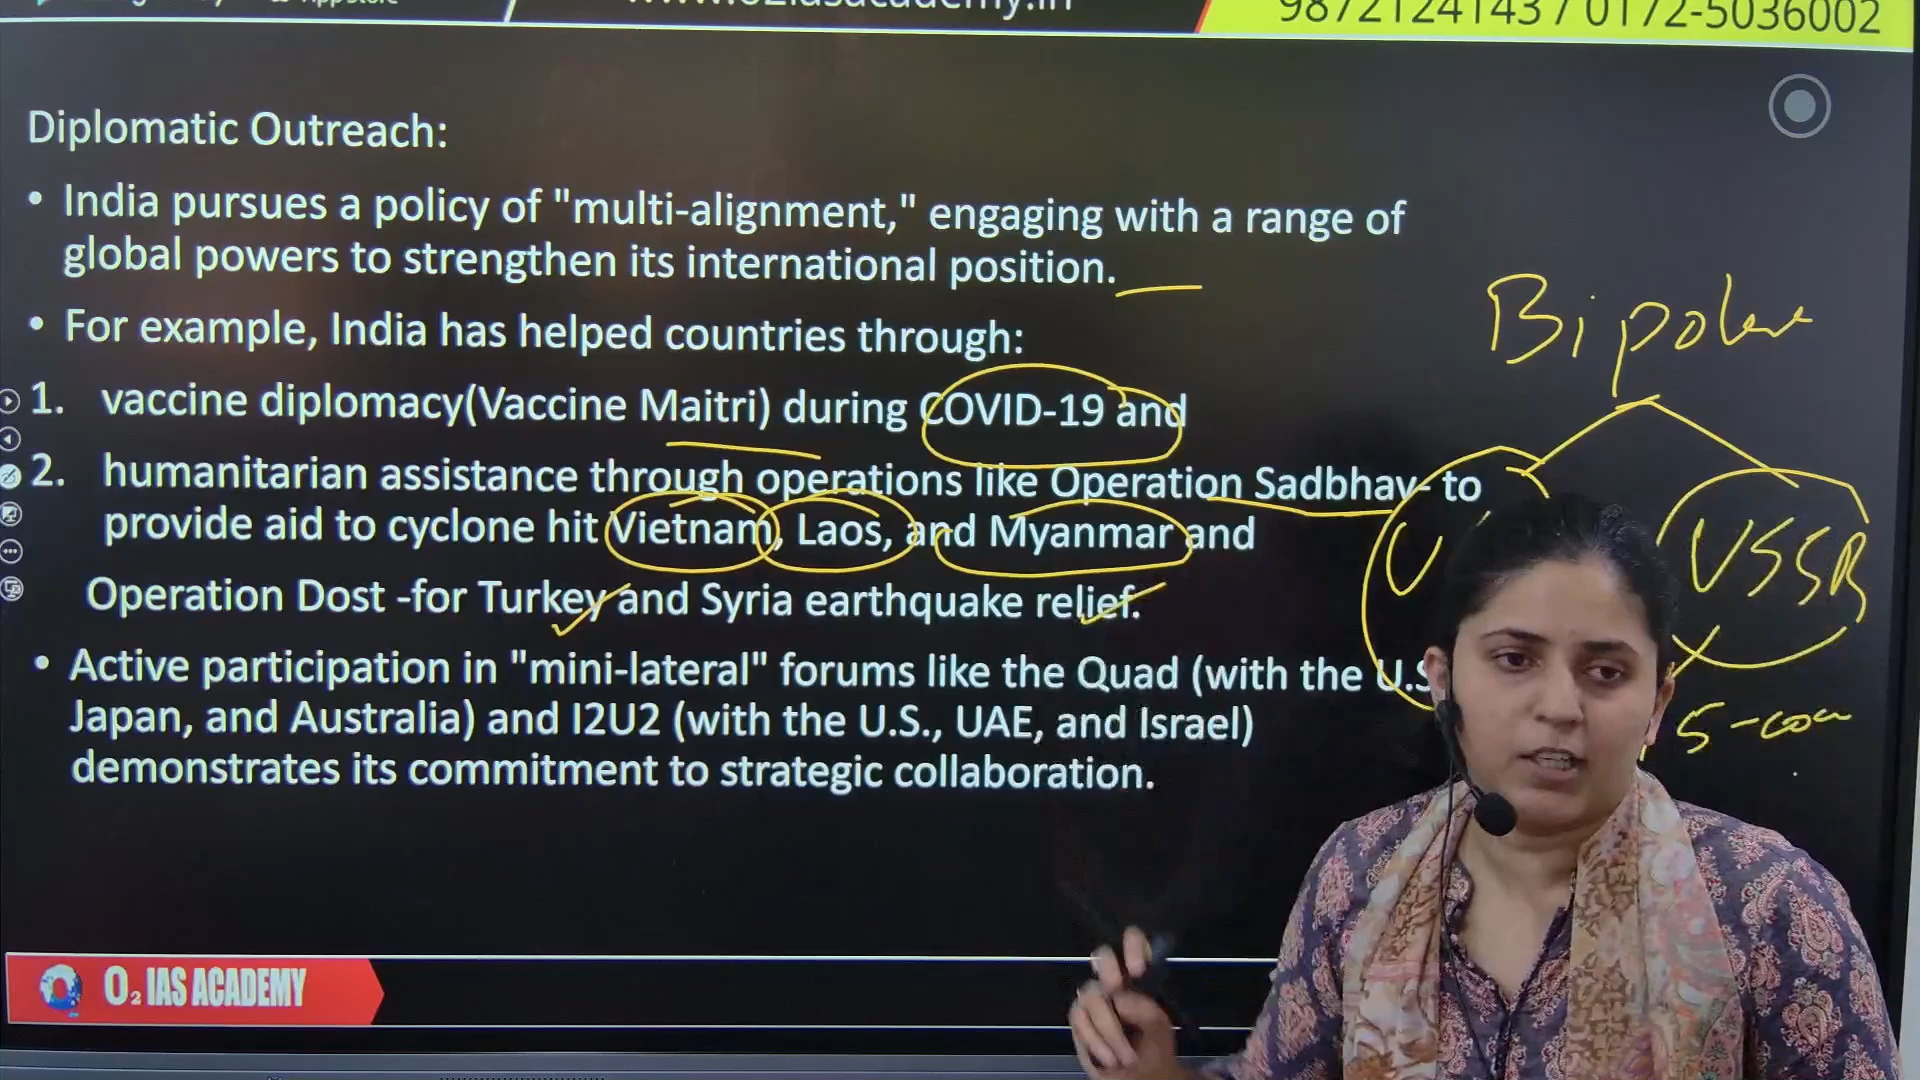 9872124143 / 0172-5036002
Diplomatic Outreach:
• India pursues a policy of "multi-alignment," engaging with a range of
global powers to strengthen its international position.
• For example, India has helped countries through:
1. vaccine diplomacy(Vaccine Maitri) during COVID-19 and
2. humanitarian assistance through operations like Operation Sadbhav- to
provide aid to cyclone hit Vietnam, Laos, and Myanmar and
Operation Dost -for Turkey and Syria earthquake relief.
• Active participation in "mini-lateral" forums like the Quad (with the U.S
Japan, and Australia) and I2U2 (with the U.S., UAE, and Israel)
demonstrates its commitment to strategic collaboration.
Bipolar
U
USSR
O2 IAS ACADEMY